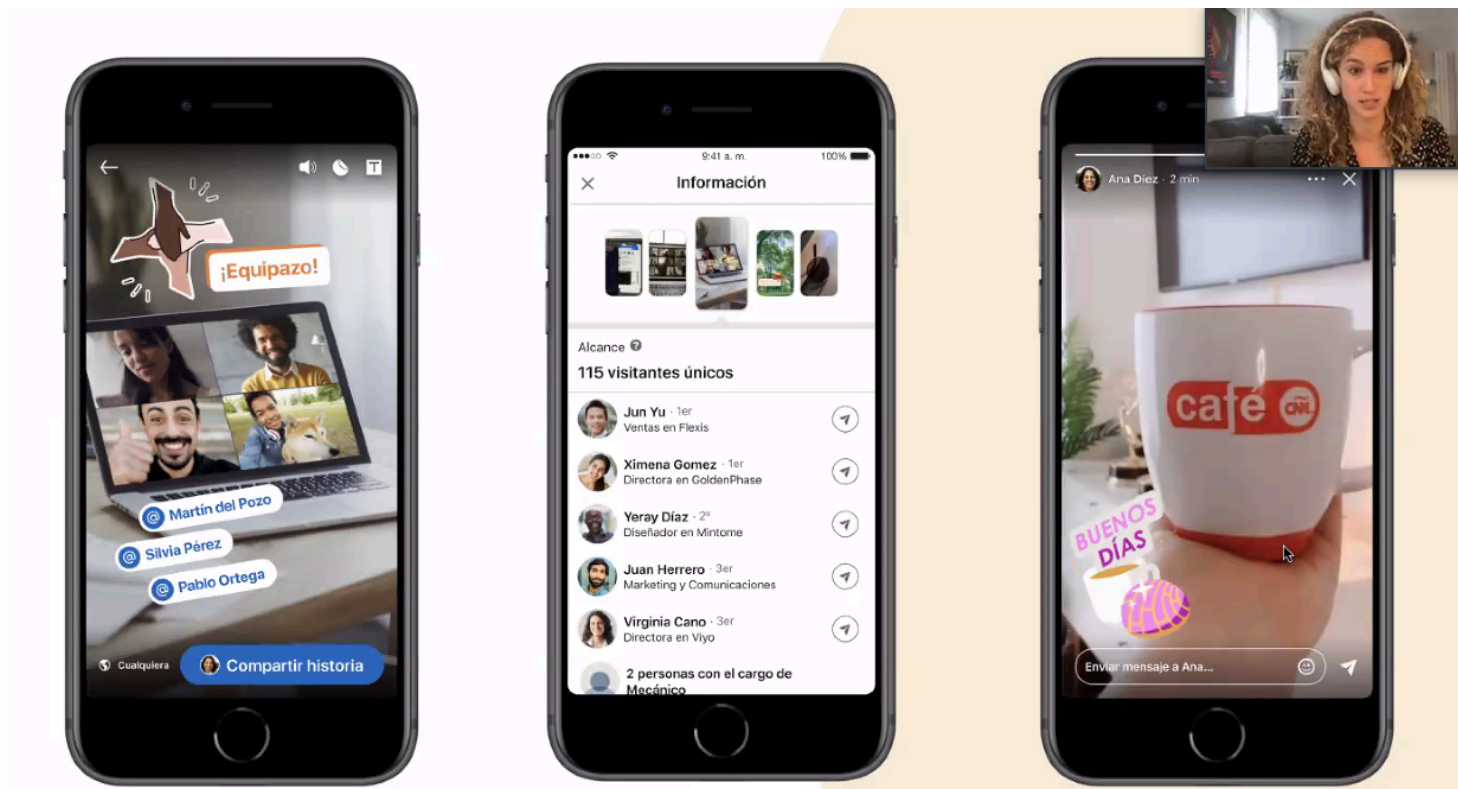 T
¡Equipazo!
@ Martín del Pozo
@ Silvia Pérez
@ Pablo Ortega
Cualquiera
Compartir historia
9:41 a. m.
100%
Información
Alcance ?
115 visitantes únicos
Jun Yu · 1er
Ventas en Flexis
Ximena Gomez · 1er
Directora en GoldenPhase
Yeray Díaz · 2º
Diseñador en Mintome
Juan Herrero · 3er
Marketing y Comunicaciones
Virginia Cano · 3er
Directora en Viyo
2 personas con el cargo de
Mecánico
Ana Díez · 2 min
café CNN
BUENOS
DÍAS
Enviar mensaje a Ana...